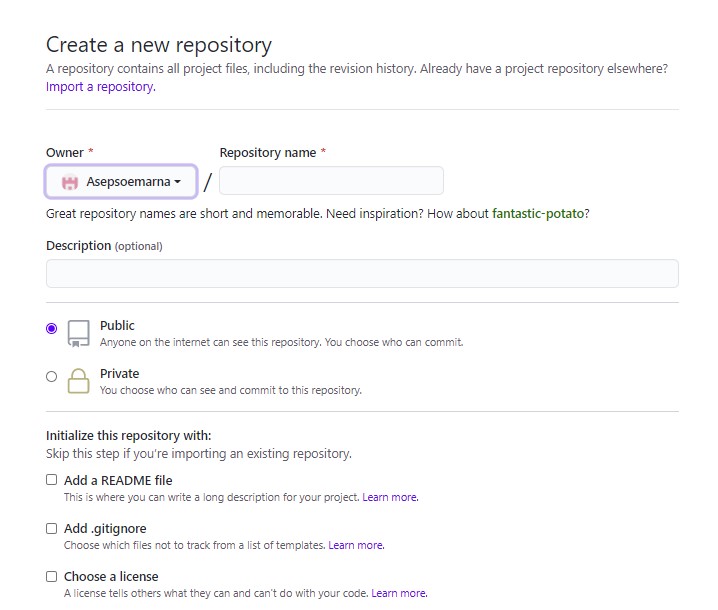 Create a new repository
A repository contains all project files, including the revision history. Already have a project repository elsewhere?
Import a repository.
Owner *
Repository name *
Asepsoemarna
/
Great repository names are short and memorable. Need inspiration? How about fantastic-potato?
Description (optional)
Public
Anyone on the internet can see this repository. You choose who can commit.
Private
You choose who can see and commit to this repository.
Initialize this repository with:
Skip this step if you're importing an existing repository.
Add a README file
This is where you can write a long description for your project. Learn more.
Add .gitignore
Choose which files not to track from a list of templates. Learn more.
Choose a license
A license tells others what they can and can't do with your code. Learn more.